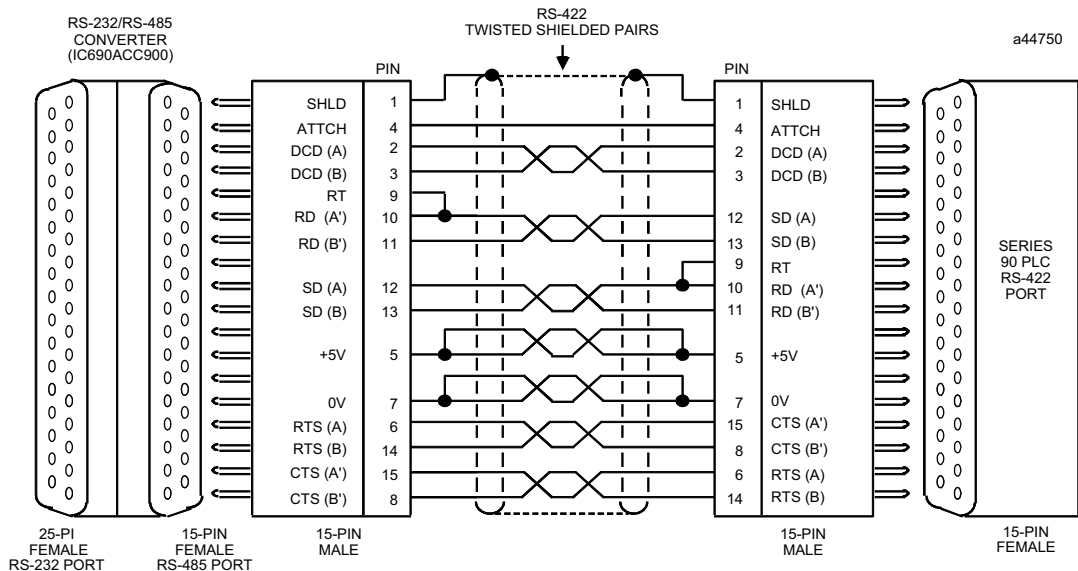 RS-232/RS-485
CONVERTER
(IC690ACC900)
RS-422
TWISTED SHIELDED PAIRS
a44750
PIN
PIN
SHLD 1
ATTCH 4
DCD (A) 2
DCD (B) 3
RT 9
RD (A') 10
RD (B') 11
SD (A) 12
SD (B) 13
+5V 5
0V 7
RTS (A) 6
RTS (B) 14
CTS (A') 15
CTS (B') 8
1 SHLD
4 ATTCH
2 DCD (A)
3 DCD (B)
12 SD (A)
13 SD (B)
9 RT
10 RD (A')
11 RD (B')
5 +5V
7 0V
15 CTS (A')
8 CTS (B')
6 RTS (A)
14 RTS (B)
SERIES
90 PLC
RS-422
PORT
25-PI
FEMALE
RS-232 PORT
15-PIN
FEMALE
RS-485 PORT
15-PIN
MALE
15-PIN
MALE
15-PIN
FEMALE